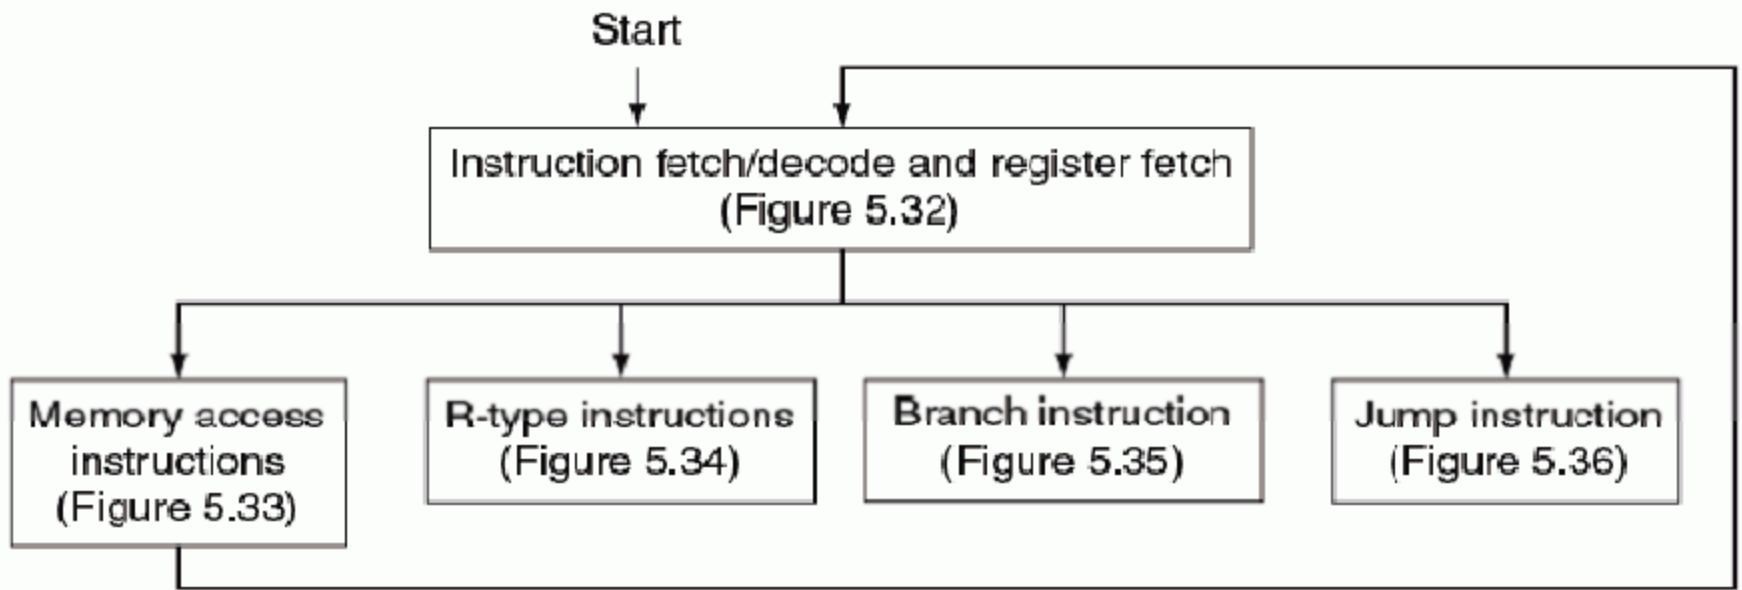 Start
Instruction fetch/decode and register fetch
(Figure 5.32)
Memory access
instructions
(Figure 5.33)
R-type instructions
(Figure 5.34)
Branch instruction
(Figure 5.35)
Jump instruction
(Figure 5.36)